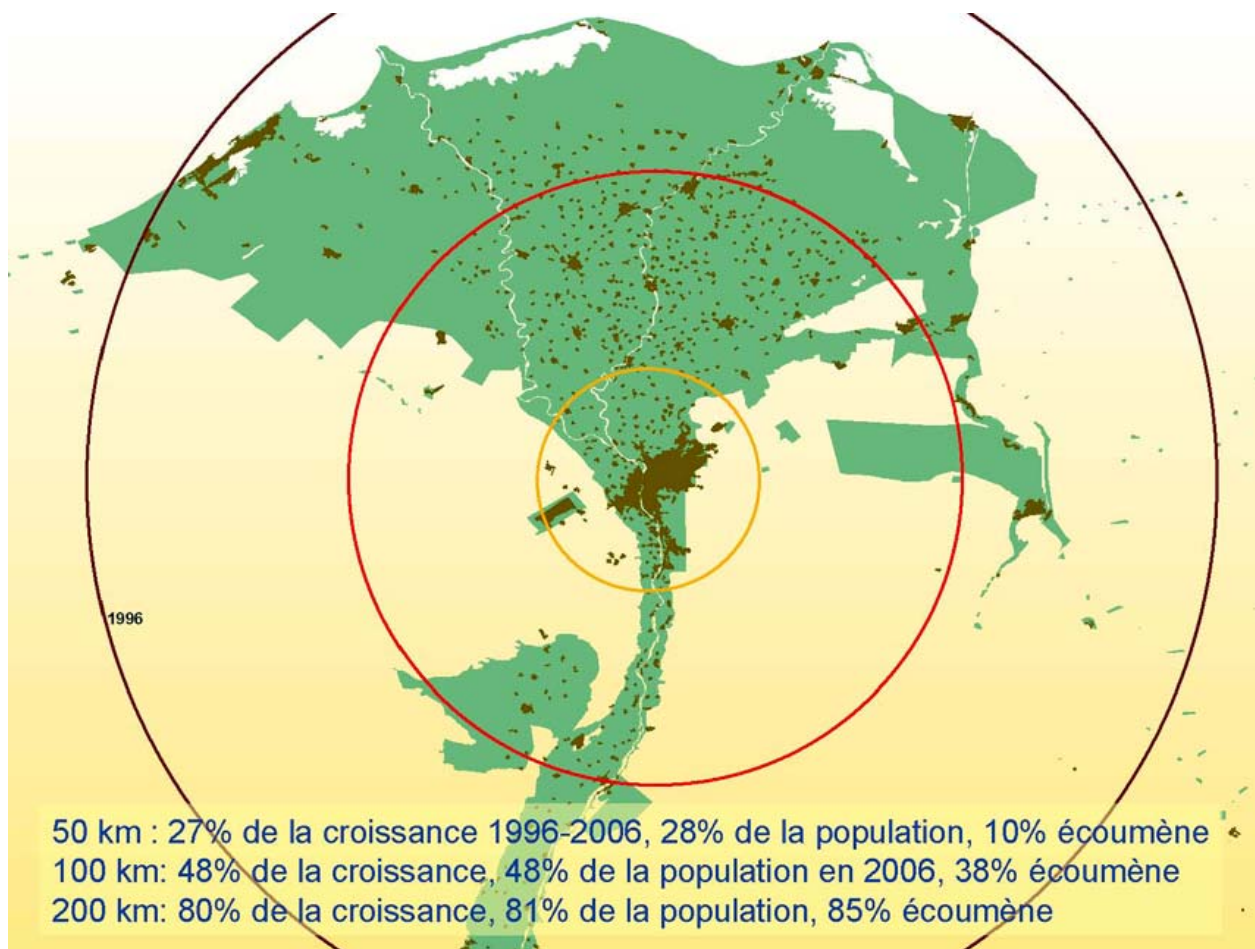 1996
50 km : 27% de la croissance 1996-2006, 28% de la population, 10% écoumène
100 km: 48% de la croissance, 48% de la population en 2006, 38% écoumène
200 km: 80% de la croissance, 81% de la population, 85% écoumène